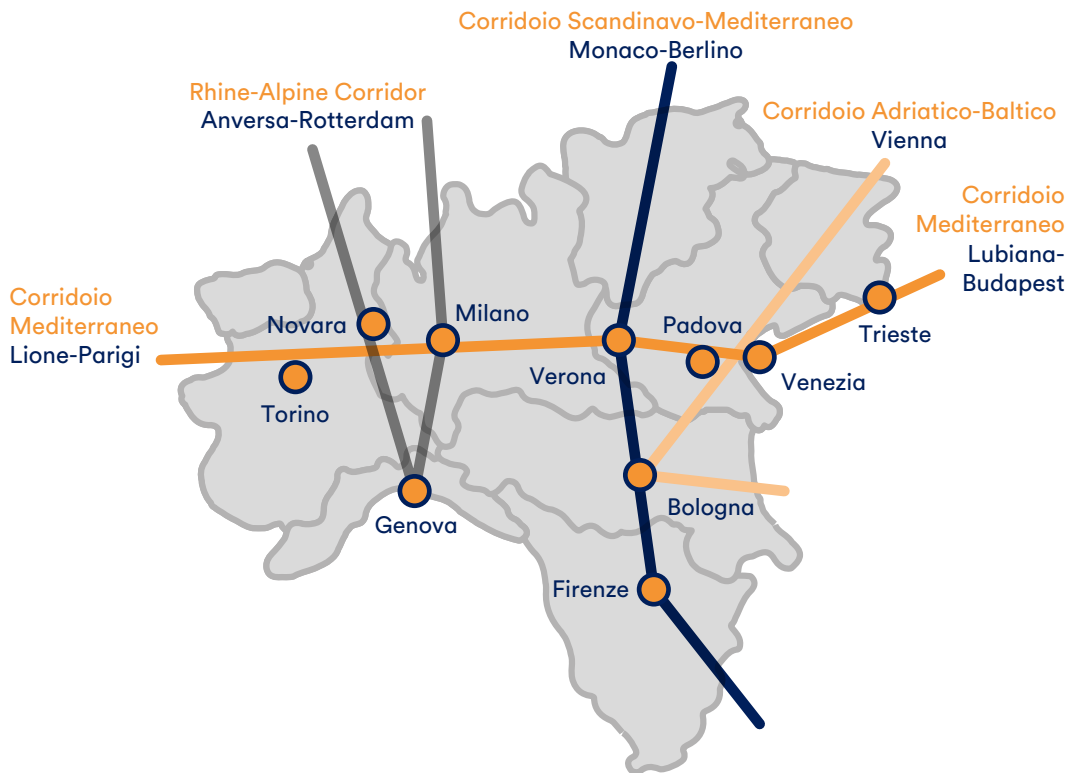 Corridoio Scandinavo-Mediterraneo
Monaco-Berlino
Rhine-Alpine Corridor
Anversa-Rotterdam
Corridoio Adriatico-Baltico
Vienna
Corridoio
Mediterraneo
Lubiana-
Budapest
Corridoio
Mediterraneo
Lione-Parigi
Novara
Milano
Padova
Trieste
Verona
Venezia
Torino
Bologna
Genova
Firenze